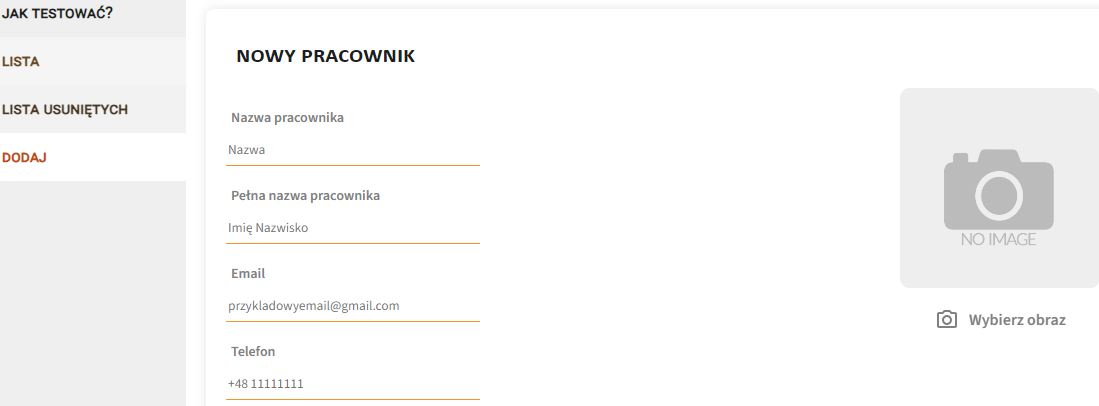 JAK TESTOWAĆ?
LISTA
LISTA USUNIĘTYCH
DODAJ
NOWY PRACOWNIK
Nazwa pracownika
Nazwa
Pełna nazwa pracownika
Imię Nazwisko
Email
przykladowyemail@gmail.com
Telefon
+48 11111111
NO IMAGE
Wybierz obraz